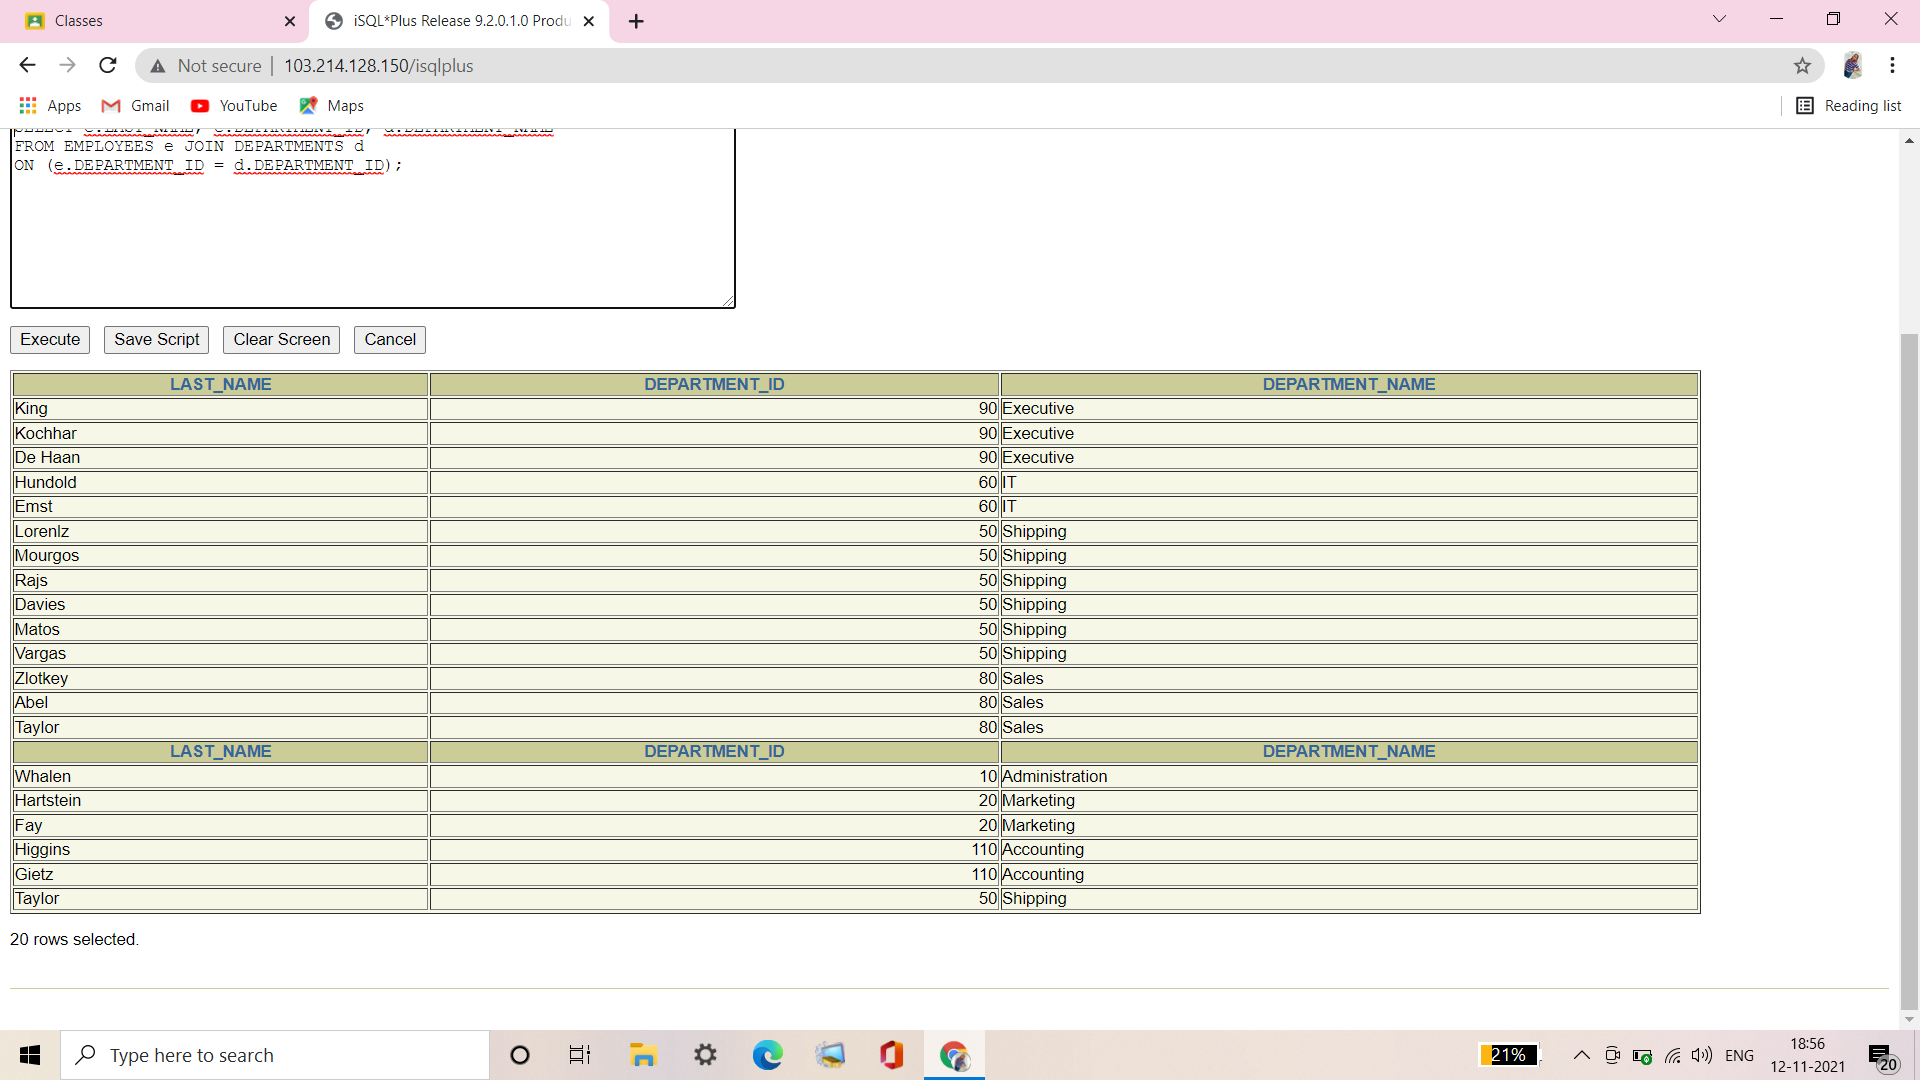 Classes
iSQL*Plus Release 9.2.0.1.0 Produ
Not secure | 103.214.128.150/isqlplus
Apps Gmail YouTube Maps Reading list
SELECT e.LAST_NAME, e.DEPARTMENT_ID, d.DEPARTMENT_NAME
FROM EMPLOYEES e JOIN DEPARTMENTS d
ON (e.DEPARTMENT_ID = d.DEPARTMENT_ID);
Execute Save Script Clear Screen Cancel
LAST_NAME DEPARTMENT_ID DEPARTMENT_NAME
King 90 Executive
Kochhar 90 Executive
De Haan 90 Executive
Hundold 60 IT
Ernst 60 IT
Lorenlz 50 Shipping
Mourgos 50 Shipping
Rajs 50 Shipping
Davies 50 Shipping
Matos 50 Shipping
Vargas 50 Shipping
Zlotkey 80 Sales
Abel 80 Sales
Taylor 80 Sales
LAST_NAME DEPARTMENT_ID DEPARTMENT_NAME
Whalen 10 Administration
Hartstein 20 Marketing
Fay 20 Marketing
Higgins 110 Accounting
Gietz 110 Accounting
Taylor 50 Shipping
20 rows selected.
Type here to search
21%
ENG
18:56
12-11-2021
20